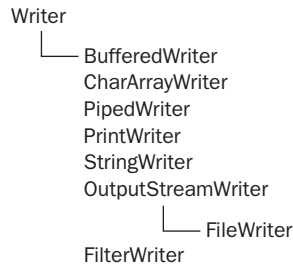 Writer
BufferedWriter
CharArrayWriter
PipedWriter
PrintWriter
StringWriter
OutputStreamWriter
FileWriter
FilterWriter